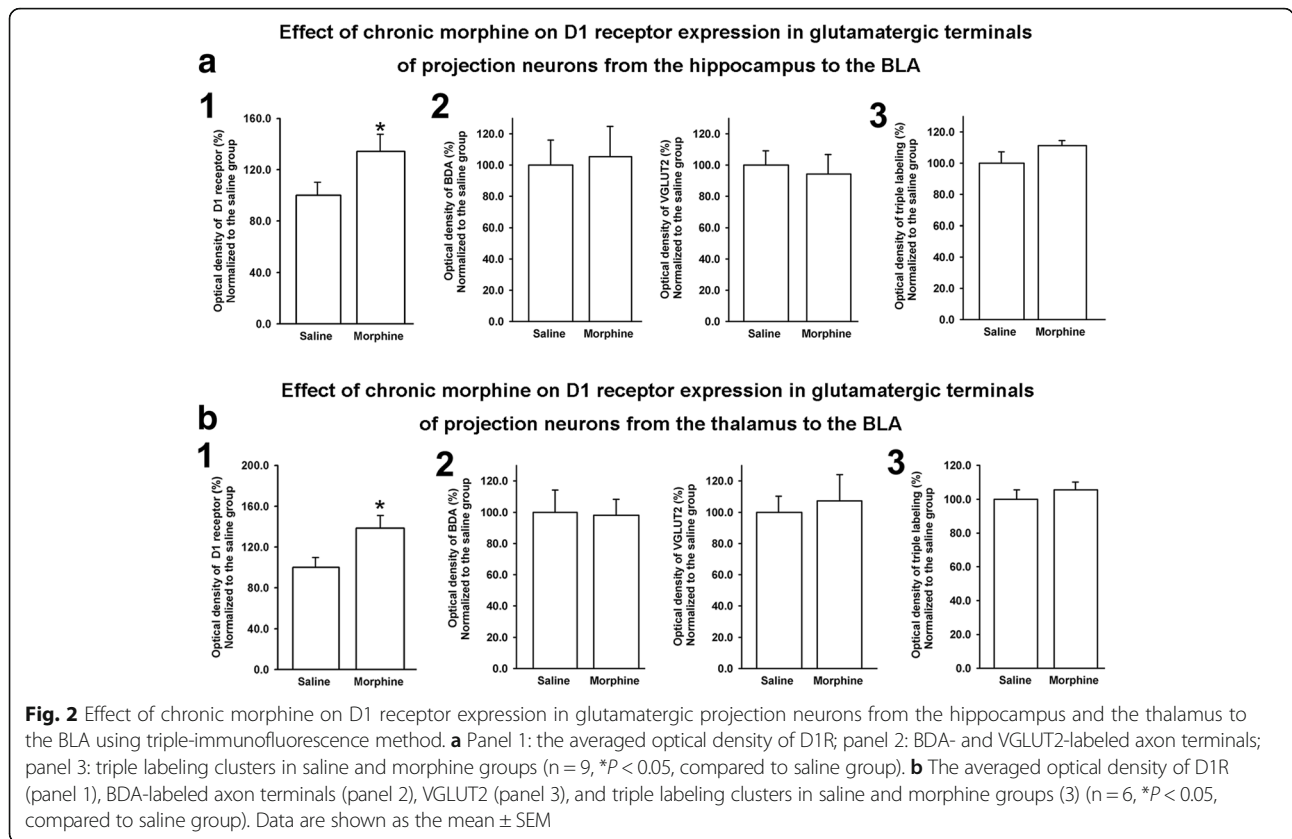 Effect of chronic morphine on D1 receptor expression in glutamatergic terminals
of projection neurons from the hippocampus to the BLA
a
1
Optical density of D1 receptor (%)
Normalized to the saline group
160.0
120.0
80.0
40.0
0.0
*
Saline Morphine
2
Optical density of BDA (%)
Normalized to the saline group
120.0
100.0
80.0
60.0
40.0
20.0
0.0
Saline Morphine
Optical density of VGLUT2 (%)
Normalized to the saline group
120.0
100.0
80.0
60.0
40.0
20.0
0.0
Saline Morphine
3
Optical density of triple labeling (%)
Normalized to the saline group
120.0
100.0
80.0
60.0
40.0
20.0
0.0
Saline Morphine
Effect of chronic morphine on D1 receptor expression in glutamatergic terminals
of projection neurons from the thalamus to the BLA
b
1
Optical density of D1 receptor (%)
Normalized to the saline group
200.0
160.0
120.0
80.0
40.0
0.0
*
Saline Morphine
2
Optical density of BDA (%)
Normalized to the saline group
120.0
100.0
80.0
60.0
40.0
20.0
0.0
Saline Morphine
Optical density of VGLUT2 (%)
Normalized to the saline group
120.0
100.0
80.0
60.0
40.0
20.0
0.0
Saline Morphine
3
Optical density of triple labeling (%)
Normalized to the saline group
120.0
100.0
80.0
60.0
40.0
20.0
0.0
Saline Morphine
Fig. 2 Effect of chronic morphine on D1 receptor expression in glutamatergic projection neurons from the hippocampus and the thalamus to
the BLA using triple-immunofluorescence method. a Panel 1: the averaged optical density of D1R; panel 2: BDA- and VGLUT2-labeled axon terminals;
panel 3: triple labeling clusters in saline and morphine groups (n = 9, *P < 0.05, compared to saline group). b The averaged optical density of D1R
(panel 1), BDA-labeled axon terminals (panel 2), VGLUT2 (panel 3), and triple labeling clusters in saline and morphine groups (3) (n = 6, *P < 0.05,
compared to saline group). Data are shown as the mean ± SEM